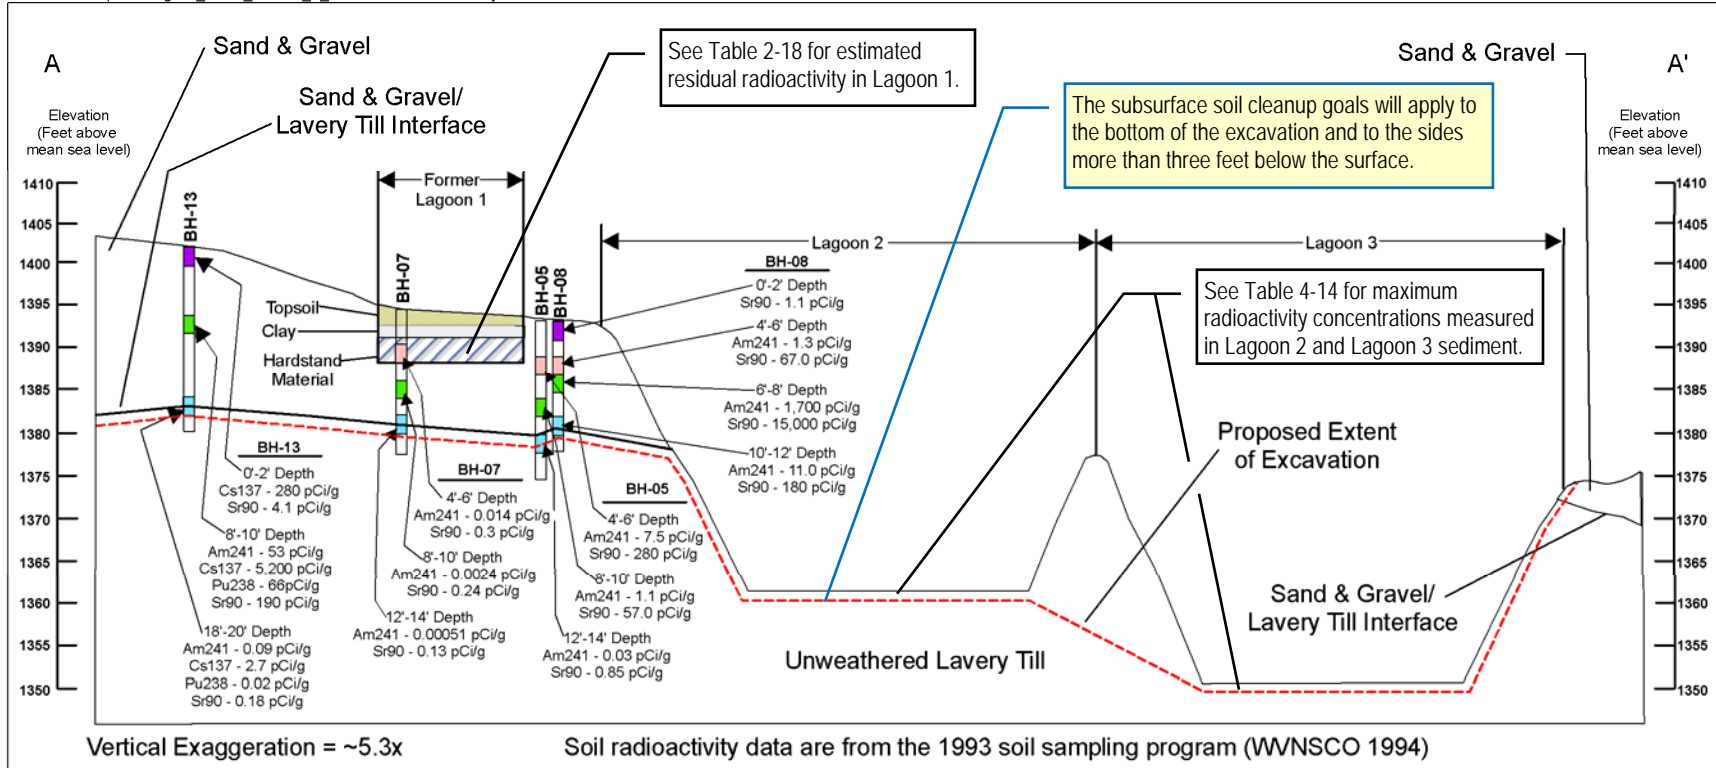 Sand & Gravel
A
Elevation
(Feet above
mean sea level)
Sand & Gravel/
Lavery Till Interface
See Table 2-18 for estimated
residual radioactivity in Lagoon 1.
The subsurface soil cleanup goals will apply to
the bottom of the excavation and to the sides
more than three feet below the surface.
Sand & Gravel
A'
Elevation
(Feet above
mean sea level)
1410
1405
1400
1395
1390
1385
1380
1375
1370
1365
1360
1355
1350
BH-13
Former
Lagoon 1
BH-07
BH-05
BH-08
Topsoil
Clay
Hardstand
Material
Lagoon 2
Lagoon 3
BH-08
0'-2' Depth
Sr90 - 1.1 pCi/g
4'-6' Depth
Am241 - 1.3 pCi/g
Sr90 - 67.0 pCi/g
6'-8' Depth
Am241 - 1,700 pCi/g
Sr90 - 15,000 pCi/g
10'-12' Depth
Am241 - 11.0 pCi/g
Sr90 - 180 pCi/g
See Table 4-14 for maximum
radioactivity concentrations measured
in Lagoon 2 and Lagoon 3 sediment.
Proposed Extent
of Excavation
BH-13
0'-2' Depth
Cs137 - 280 pCi/g
Sr90 - 4.1 pCi/g
8'-10' Depth
Am241 - 53 pCi/g
Cs137 - 5,200 pCi/g
Pu238 - 66pCi/g
Sr90 - 190 pCi/g
18'-20' Depth
Am241 - 0.09 pCi/g
Cs137 - 2.7 pCi/g
Pu238 - 0.02 pCi/g
Sr90 - 0.18 pCi/g
BH-07
4'-6' Depth
Am241 - 0.014 pCi/g
Sr90 - 0.3 pCi/g
8'-10' Depth
Am241 - 0.0024 pCi/g
Sr90 - 0.24 pCi/g
12'-14' Depth
Am241 - 0.00051 pCi/g
Sr90 - 0.13 pCi/g
BH-05
4'-6' Depth
Am241 - 7.5 pCi/g
Sr90 - 280 pCi/g
8'-10' Depth
Am241 - 1.1 pCi/g
Sr90 - 57.0 pCi/g
12'-14' Depth
Am241 - 0.03 pCi/g
Sr90 - 0.85 pCi/g
Unweathered Lavery Till
Sand & Gravel/
Lavery Till Interface
1410
1405
1400
1395
1390
1385
1380
1375
1370
1365
1360
1355
1350
Vertical Exaggeration = ~5.3x
Soil radioactivity data are from the 1993 soil sampling program (WVNSCO 1994)